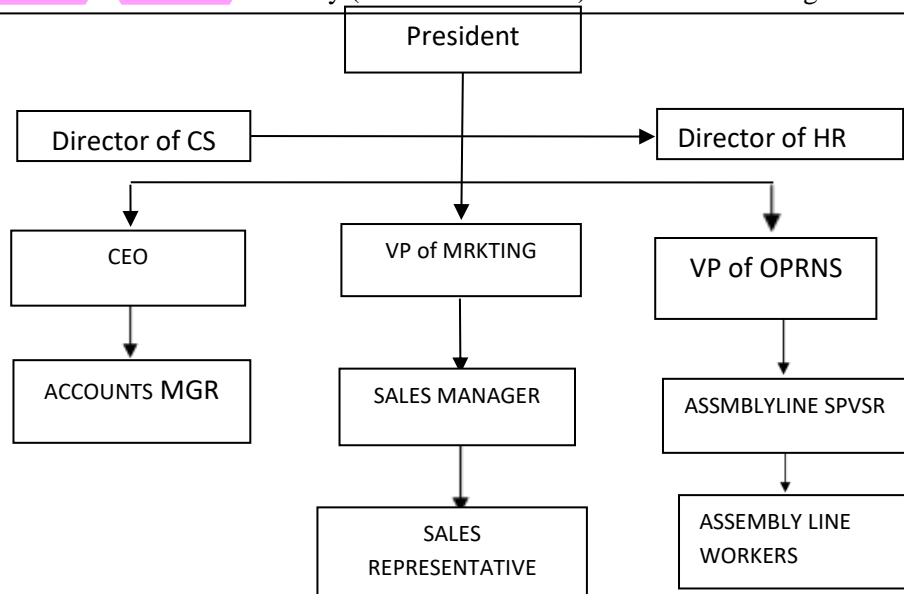 President
Director of CS
Director of HR
CEO
VP of MRKTING
VP of OPRNS
ACCOUNTS MGR
SALES MANAGER
ASSMBLYLINE SPVSR
SALES
REPRESENTATIVE
ASSEMBLY LINE
WORKERS